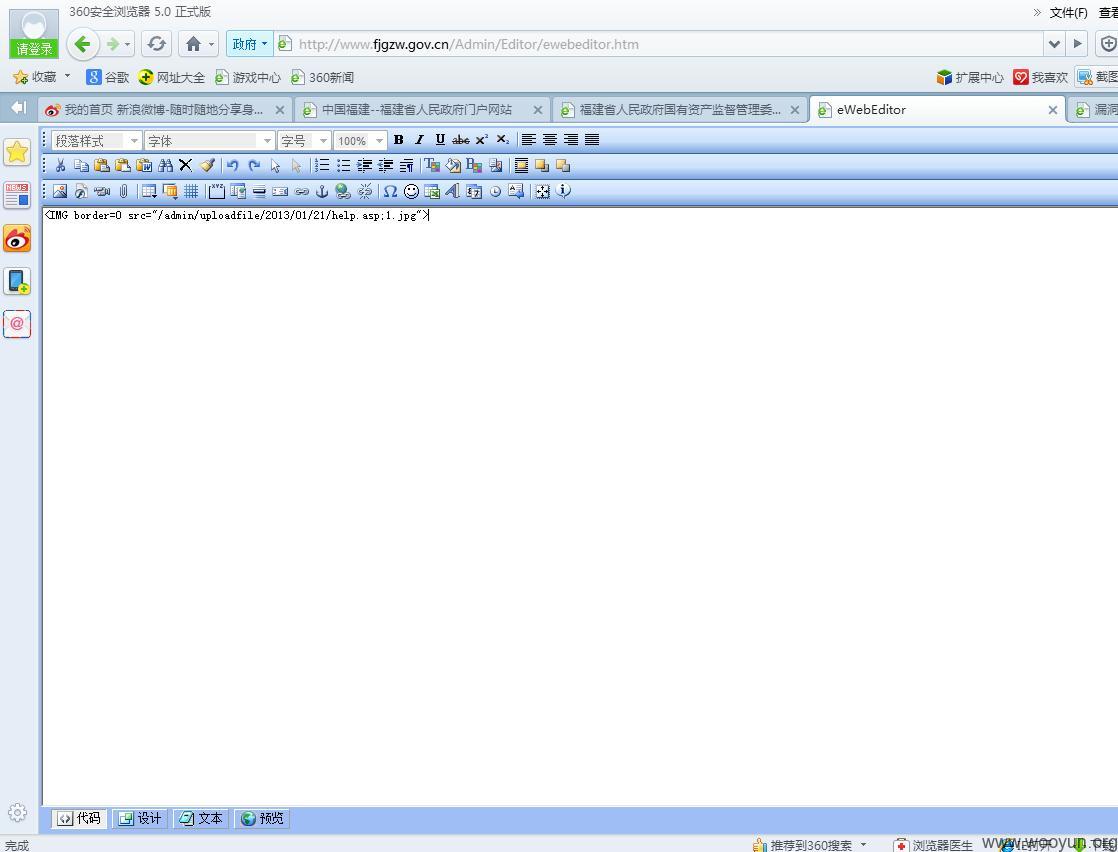 360安全浏览器 5.0 正式版
» 文件(F) 查看
请登录
政府 http://www.fjgzw.gov.cn/Admin/Editor/ewebeditor.htm
收藏 谷歌 网址大全 游戏中心 360新闻 扩展中心 我喜欢 截图
我的首页 新浪微博-随时随地分享身... 中国福建--福建省人民政府门户网站 福建省人民政府国有资产监督管理委... eWebEditor 漏洞
段落样式 字体 字号 100% B I U abc x² x₂
NEWS
<IMG border=0 src="/admin/uploadfile/2013/01/21/help.asp;1.jpg">
代码 设计 文本 预览
完成 推荐到360搜索 浏览器医生
www.wooyun.org